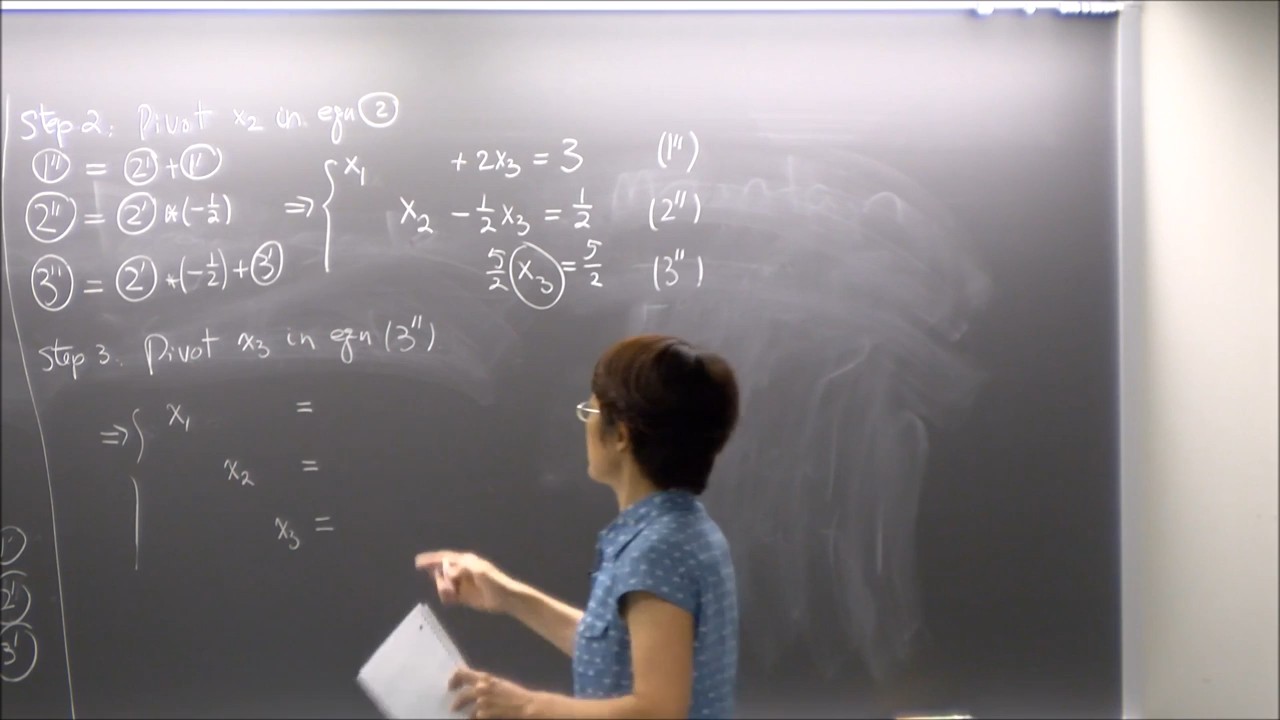 Step 2: Pivot x₂ in eqn ②
(1'') = (2') + (1')
(2'') = (2') * (-1/2)
(3'') = (2') * (-1/2) + (3')
⇒ { x₁ + 2x₃ = 3 (1'')
x₂ - 1/2 x₃ = 1/2 (2'')
5/2 x₃ = 5/2 (3'')
Step 3. Pivot x₃ in eqn (3'')
⇒ { x₁ =
x₂ =
x₃ =
1'
2'
3'